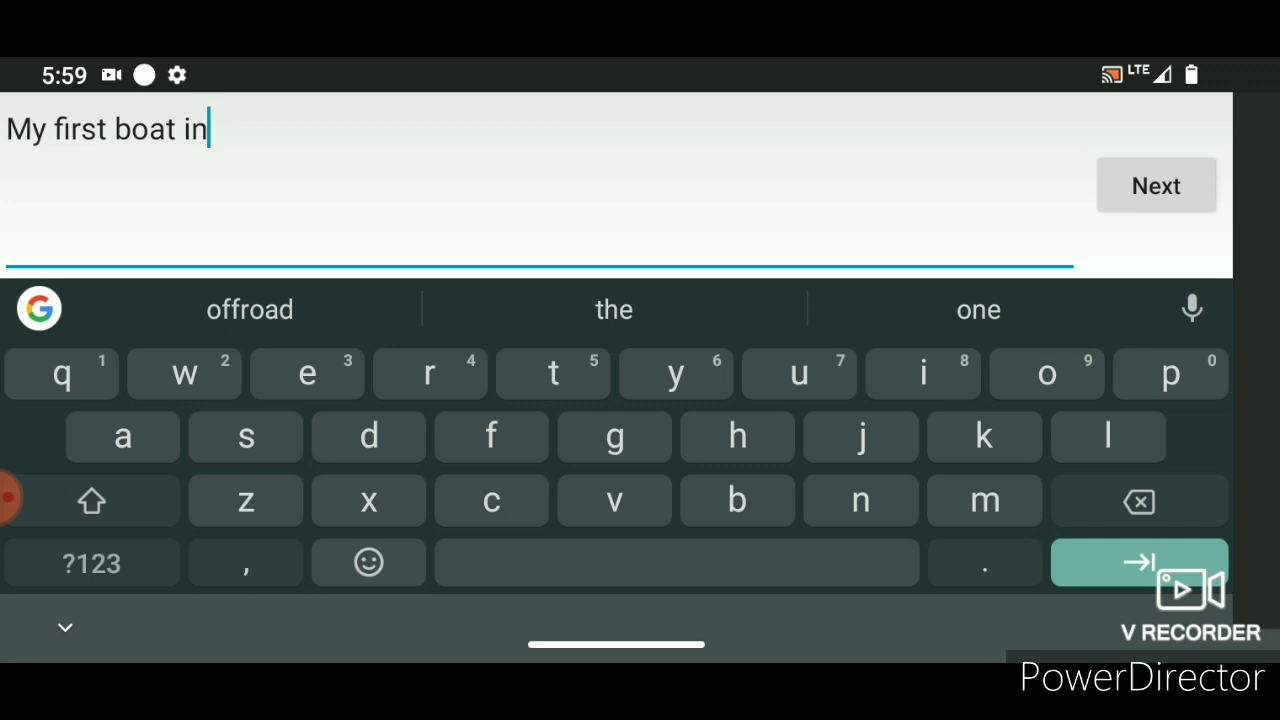 5:59 LTE
My first boat in
Next
offroad the one
q 1 w 2 e 3 r 4 t 5 y 6 u 7 i 8 o 9 p 0
a s d f g h j k l
z x c v b n m
?123 , .
V RECORDER
PowerDirector